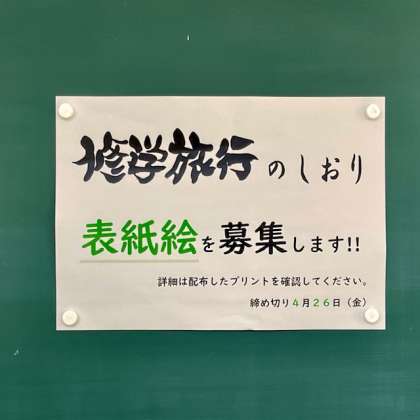 修学旅行のしおり
表紙絵を募集します!!
詳細は配布したプリントを確認してください。
締め切り4月26日（金）